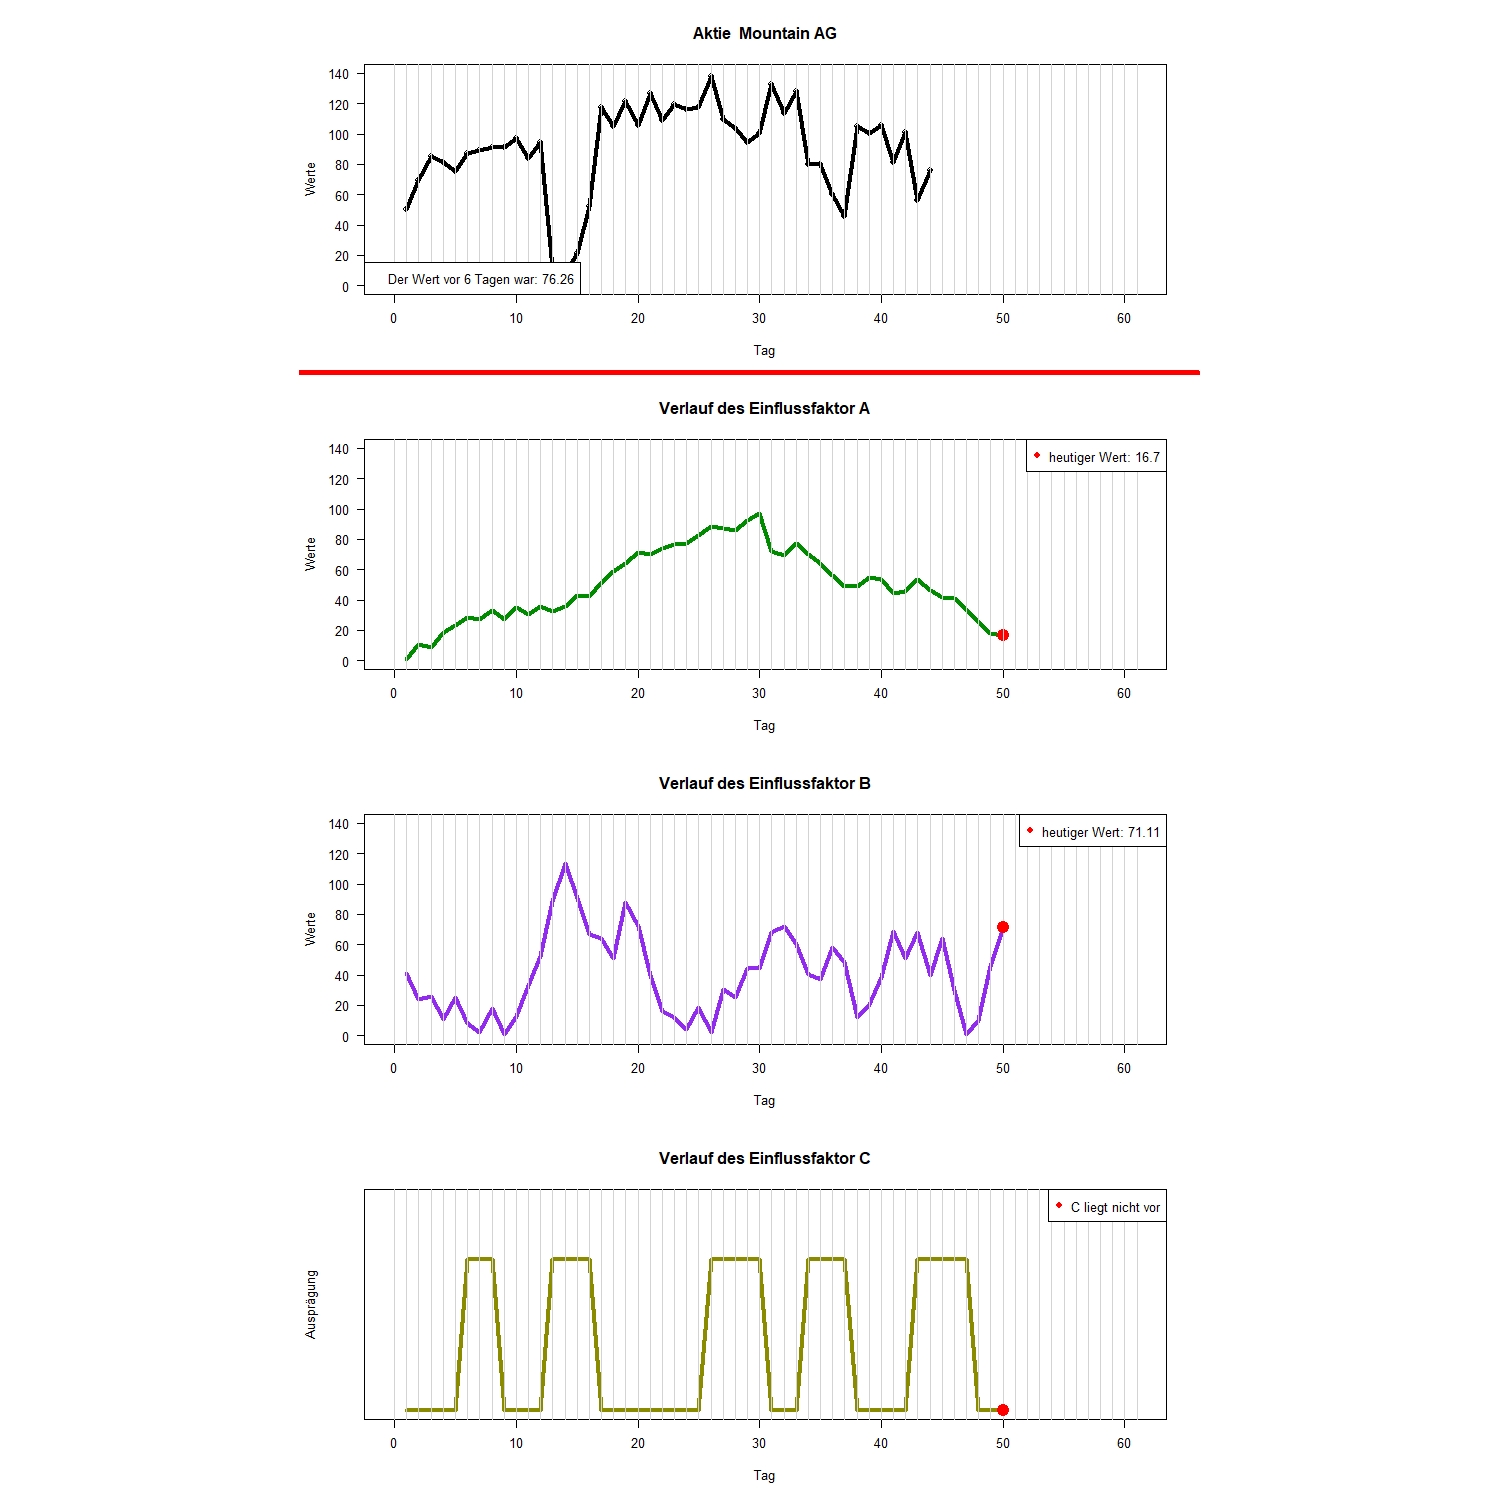 Aktie  Mountain AG
140
120
100
80
60
40
20
0
Werte
Der Wert vor 6 Tagen war: 76.26
0 10 20 30 40 50 60
Tag
Verlauf des Einflussfaktor A
140
120
100
80
60
40
20
0
Werte
heutiger Wert: 16.7
0 10 20 30 40 50 60
Tag
Verlauf des Einflussfaktor B
140
120
100
80
60
40
20
0
Werte
heutiger Wert: 71.11
0 10 20 30 40 50 60
Tag
Verlauf des Einflussfaktor C
Ausprägung
C liegt nicht vor
0 10 20 30 40 50 60
Tag